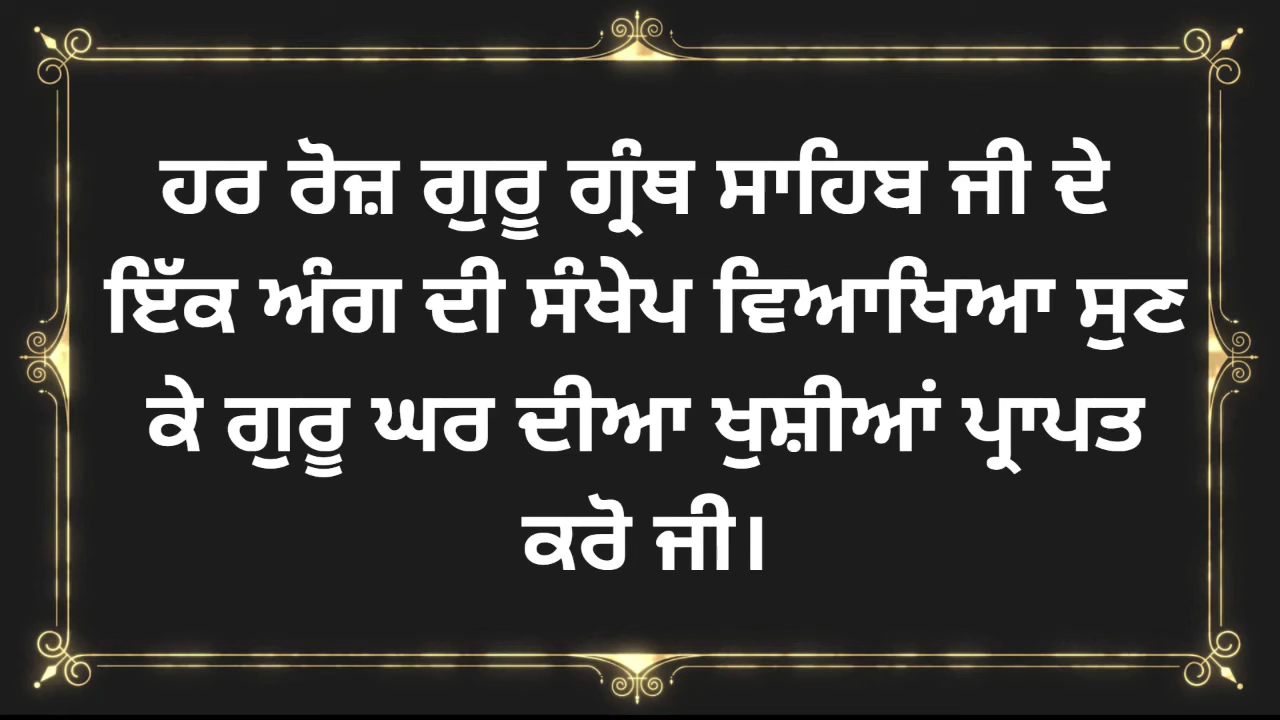 ਹਰ ਰੋਜ਼ ਗੁਰੂ ਗ੍ਰੰਥ ਸਾਹਿਬ ਜੀ ਦੇ
ਇੱਕ ਅੰਗ ਦੀ ਸੰਖੇਪ ਵਿਆਖਿਆ ਸੁਣ
ਕੇ ਗੁਰੂ ਘਰ ਦੀਆ ਖੁਸ਼ੀਆਂ ਪ੍ਰਾਪਤ
ਕਰੋ ਜੀ।